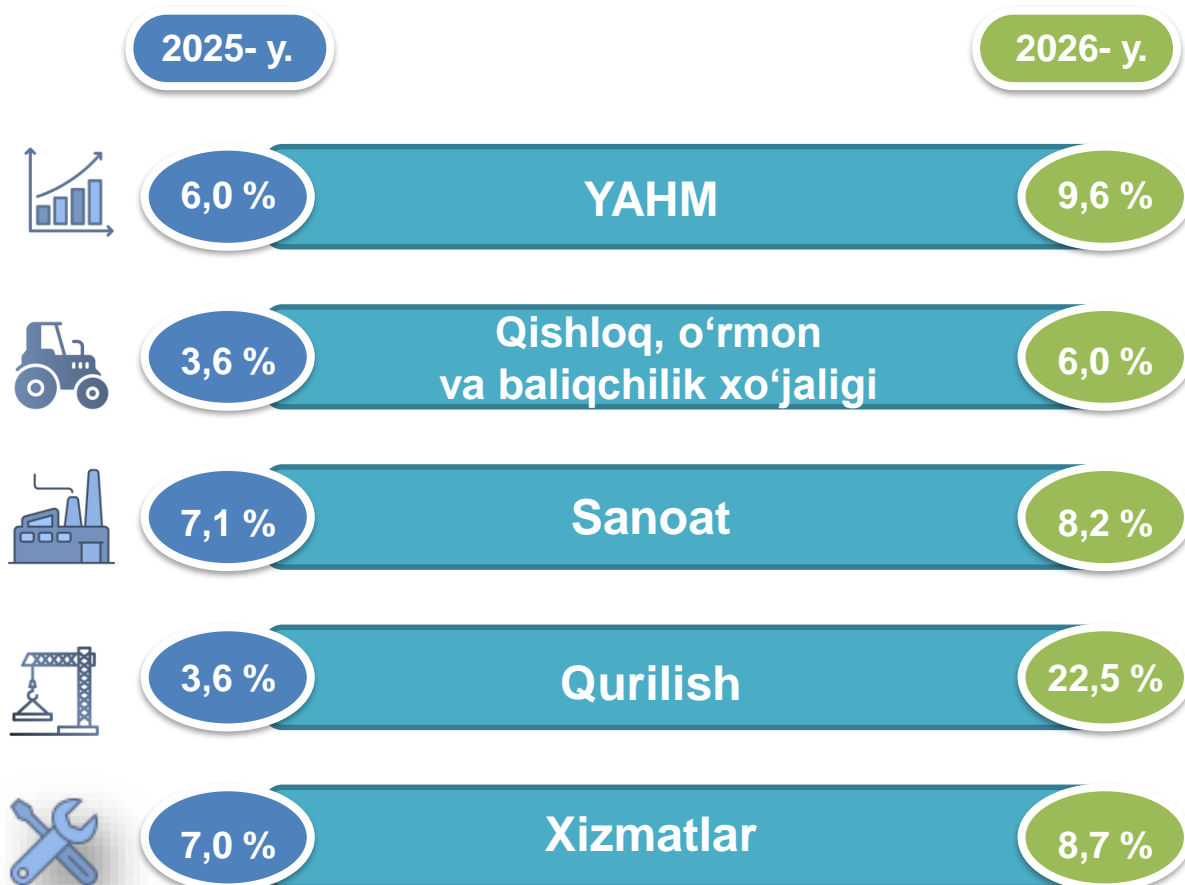 2025- y.
2026- y.
6,0 %
YAHM
9,6 %
3,6 %
Qishloq, o‘rmon
va baliqchilik xo‘jaligi
6,0 %
7,1 %
Sanoat
8,2 %
3,6 %
Qurilish
22,5 %
7,0 %
Xizmatlar
8,7 %